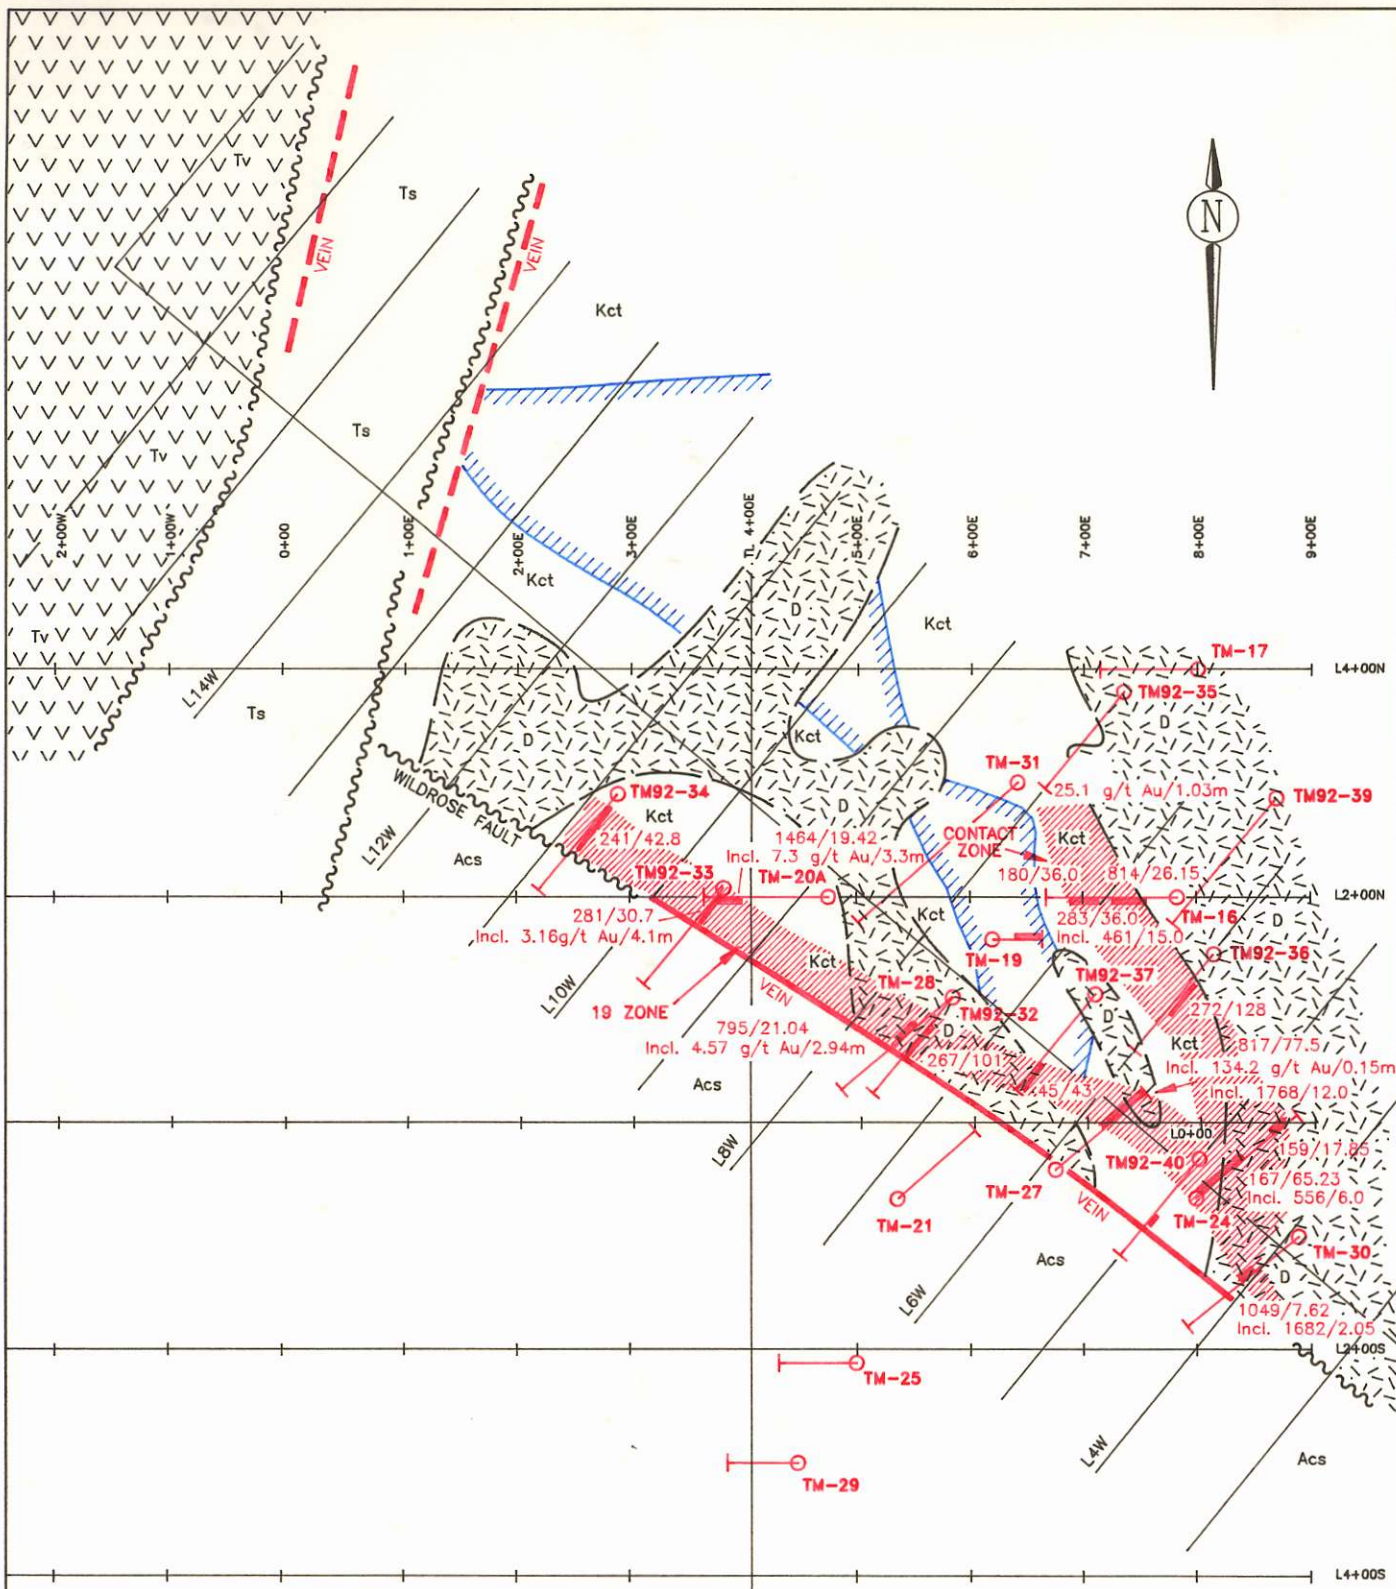 N
Tv
Ts
VEIN
VEIN
Kct
Ts
Tv
2+00W
1+00W
0+00
1+00E
2+00E
3+00E
TL 4+00E
5+00E
6+00E
7+00E
8+00E
9+00E
Kct
D
Kct
Tv
TM-17
L4+00N
L14W
TM92-35
Ts
D
D
Kct
TM-31
WILDROSE FAULT
TM92-34
25.1 g/t Au/1.03m
TM92-39
D
Kct
CONTACT
ZONE
Kct
L12W
241/42.8
1464/19.42
Acs
Incl. 7.3 g/t Au/3.3m
TM92-33
TM-20A
180/36.0
814/26.15
L2+00N
281/30.7
Kct
283/36.0
TM-16
D
Incl. 3.16g/t Au/4.1m
Incl. 461/15.0
TM-19
TM92-36
Kct
TM92-37
TM-28
L10W
VEIN
19 ZONE
TM92-32
D
272/128
795/21.04
D
Kct
817/77.5
Incl. 4.57 g/t Au/2.94m
267/101
Incl. 134.2 g/t Au/0.15m
Acs
45/43
Incl. 1768/12.0
L0+00
L8W
159/17.85
TM92-40
167/65.23
TM-27
Incl. 556/6.0
VEIN
TM-21
TM-24
TM-30
Acs
D
L6W
1049/7.62
Incl. 1682/2.05
L2+00S
TM-25
L4W
Acs
TM-29
L4+00S